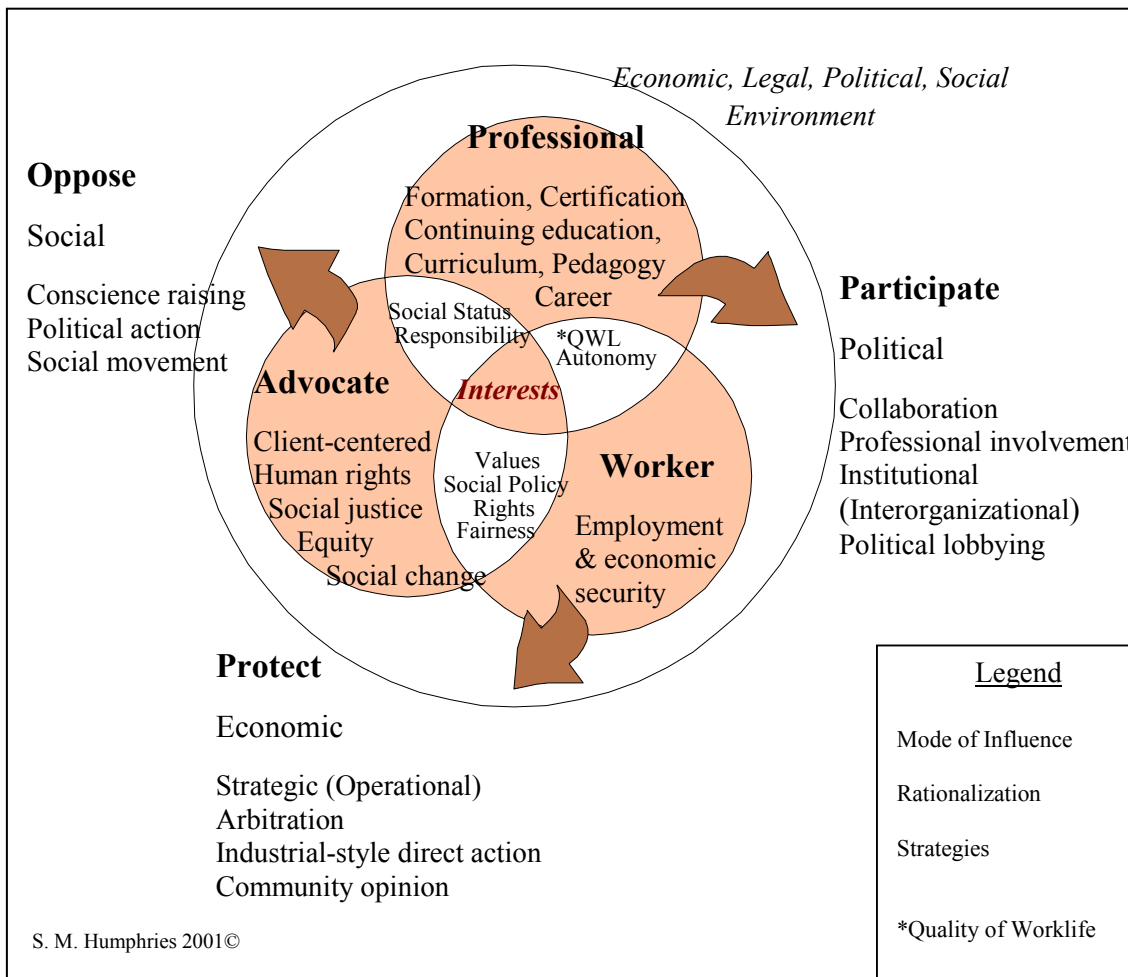 Economic, Legal, Political, Social
Environment
Professional
Formation, Certification
Continuing education,
Curriculum, Pedagogy
Career
Oppose
Social
Conscience raising
Political action
Social movement
Social Status
Responsibility
*QWL
Autonomy
Interests
Participate
Political
Collaboration
Professional involvement
Institutional
(Interorganizational)
Political lobbying
Advocate
Client-centered
Human rights
Social justice
Equity
Social change
Values
Social Policy
Rights
Fairness
Worker
Employment
& economic
security
Protect
Economic
Strategic (Operational)
Arbitration
Industrial-style direct action
Community opinion
Legend
Mode of Influence
Rationalization
Strategies
*Quality of Worklife
S. M. Humphries 2001©